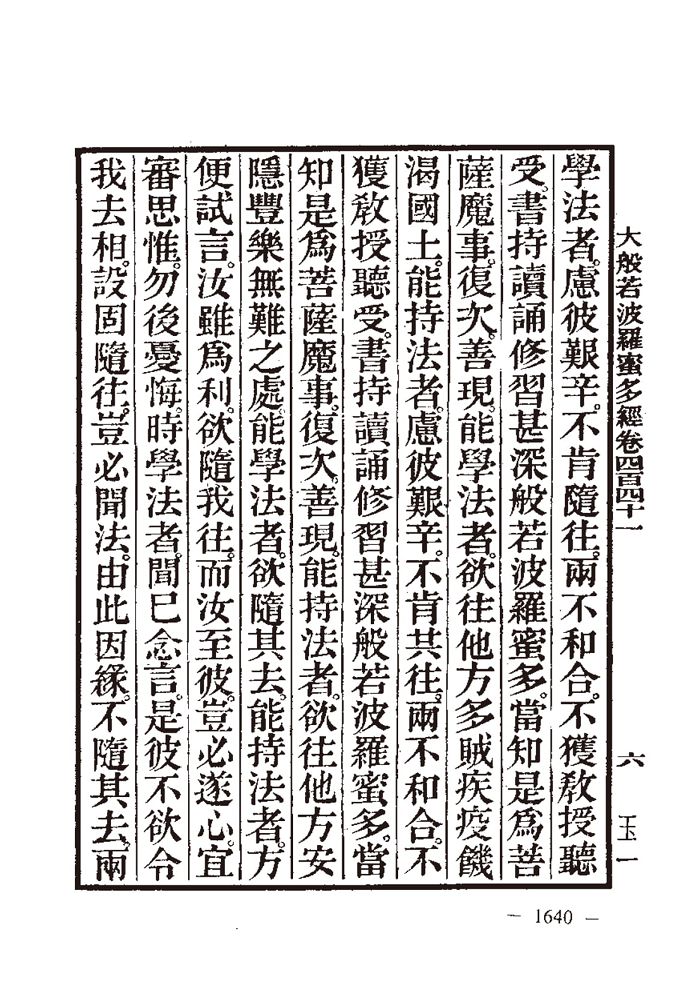 大般若波羅蜜多經卷四百四十一
六
玉一
學法者。慮彼艱辛。不肯隨往。兩不和合。不獲教授聽
受。書持讀誦修習甚深般若波羅蜜多。當知是爲菩
薩魔事。復次。善現。能學法者。欲往他方多賊疾疫饑
渴國土。能持法者。慮彼艱辛。不肯共往。兩不和合。不
獲教授聽受。書持讀誦修習甚深般若波羅蜜多。當
知是爲菩薩魔事。復次。善現。能持法者。欲往他方安
隱豐樂無難之處。能學法者。欲隨其去。能持法者。方
便試言。汝雖爲利。欲隨我往。而汝至彼。豈必遂心。宜
審思惟。勿後憂悔。時學法者。聞已念言。是彼不欲令
我去相。設固隨往。豈必聞法。由此因緣。不隨其去。兩
— 1640 —